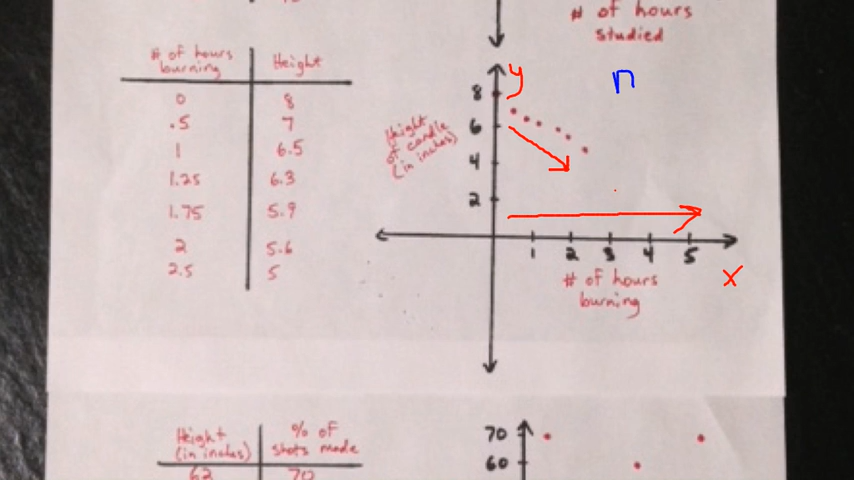 # of hours
studied
# of hours
burning
Height
0 8
.5 7
1 6.5
1.25 6.3
1.75 5.9
2 5.6
2.5 5
y
n
Height
of candle
(in inches)
8
6
4
2
1 2 3 4 5
# of hours
burning
x
Height
(in inches)
% of
shots made
62 70
70
60